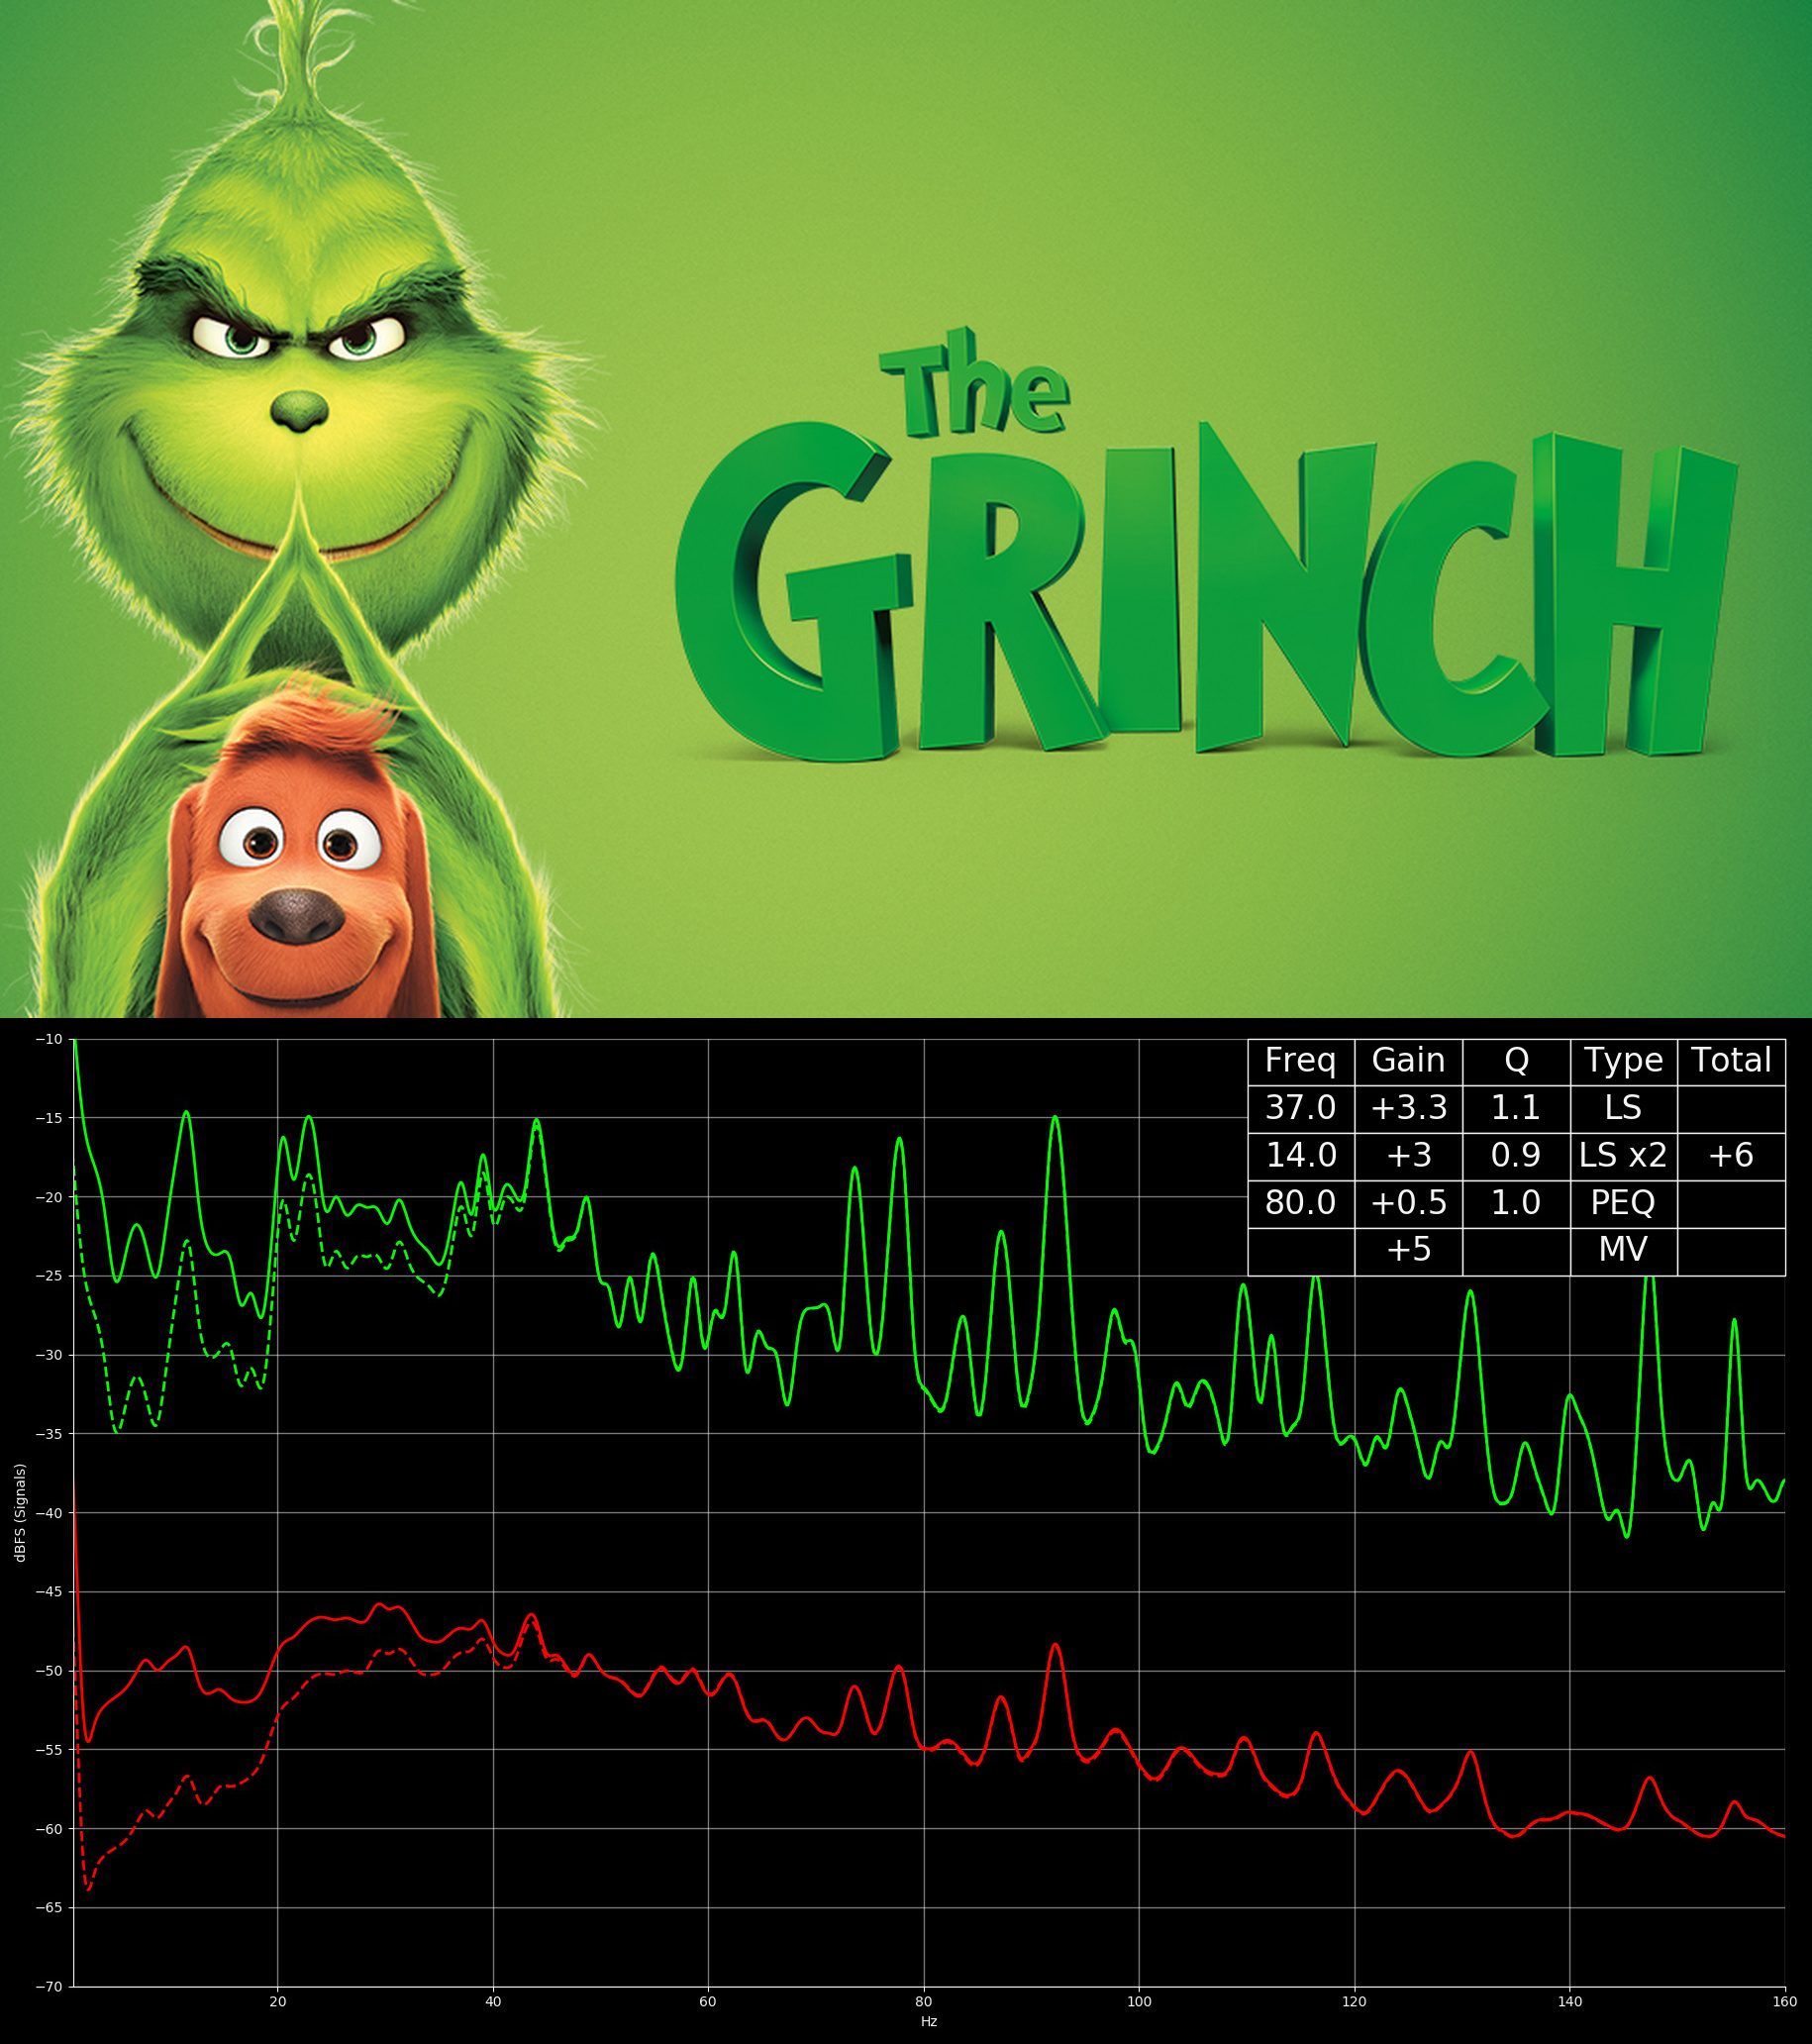 The
GRINCH
Freq Gain Q Type Total
37.0 +3.3 1.1 LS
14.0 +3 0.9 LS x2 +6
80.0 +0.5 1.0 PEQ
+5 MV
−10
−15
−20
−25
−30
−35
−40
−45
−50
−55
−60
−65
−70
dBFS (Signals)
20 40 60 80 100 120 140 160
Hz